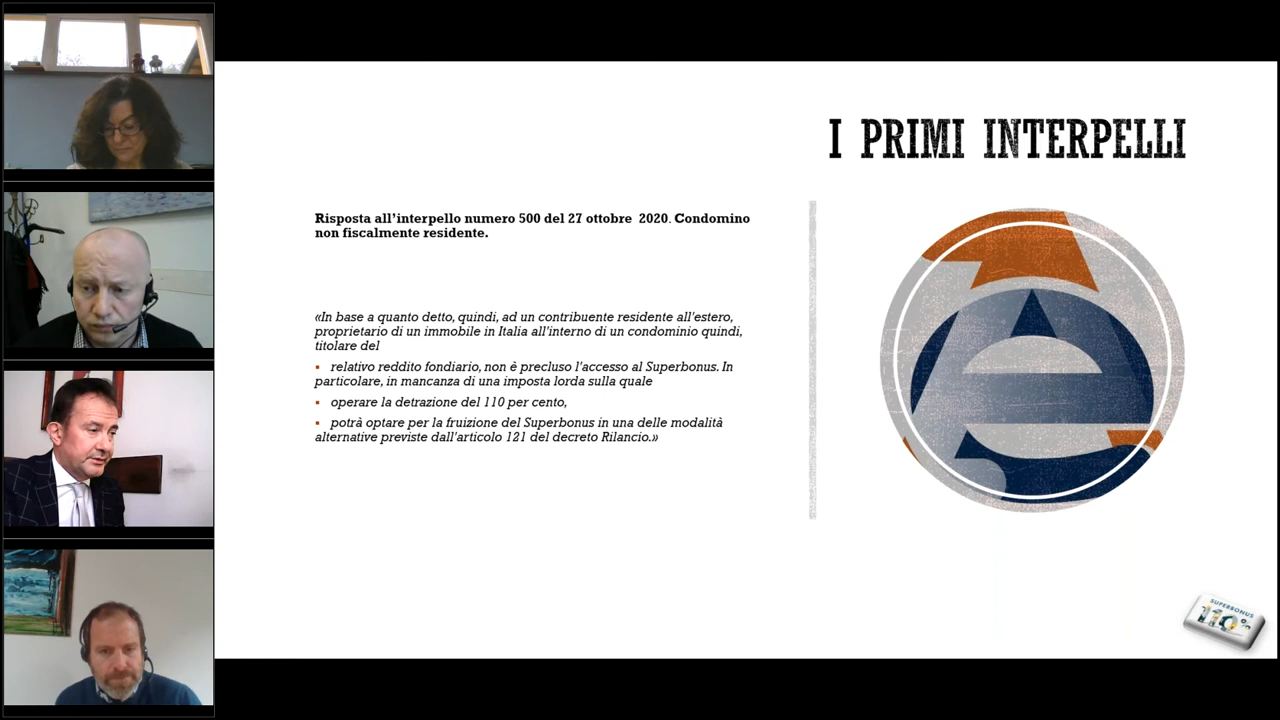 I PRIMI INTERPELLI
Risposta all'interpello numero 500 del 27 ottobre 2020. Condomino
non fiscalmente residente.
«In base a quanto detto, quindi, ad un contribuente residente all'estero,
proprietario di un immobile in Italia all'interno di un condominio quindi,
titolare del
▪ relativo reddito fondiario, non è precluso l'accesso al Superbonus. In
particolare, in mancanza di una imposta lorda sulla quale
▪ operare la detrazione del 110 per cento,
▪ potrà optare per la fruizione del Superbonus in una delle modalità
alternative previste dall'articolo 121 del decreto Rilancio.»
SUPERBONUS
110%